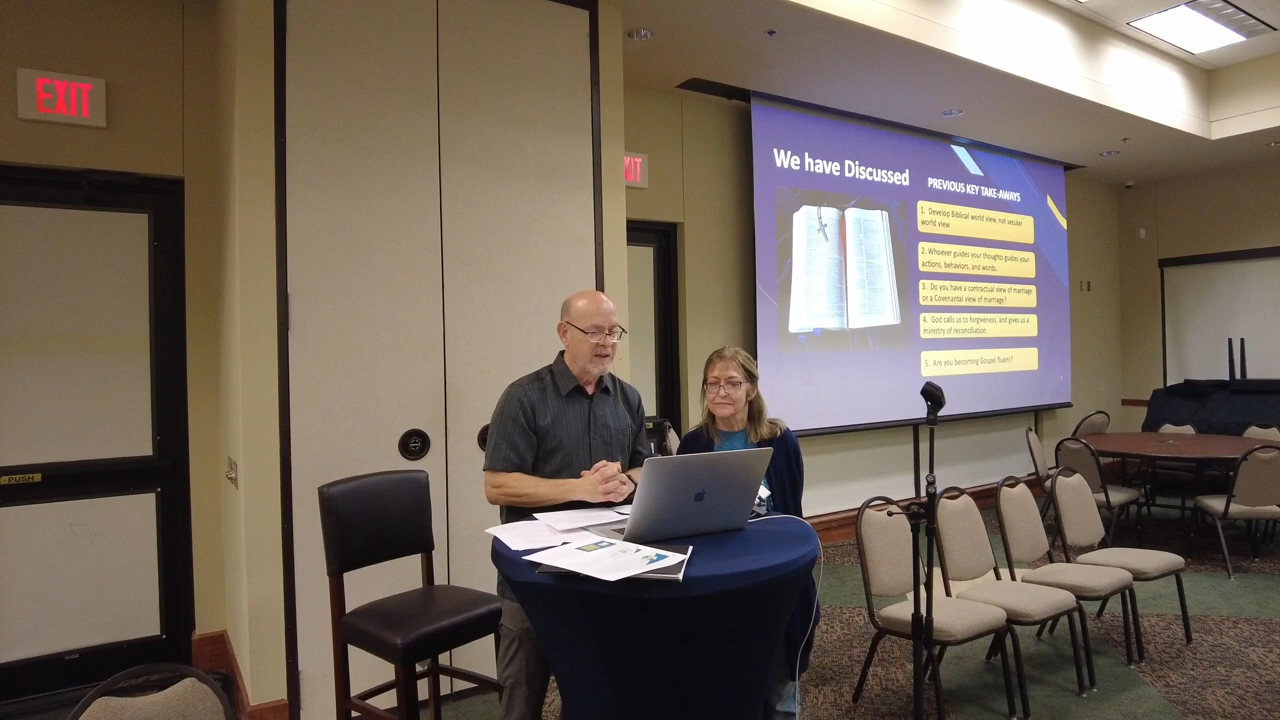 EXIT
XIT
We have Discussed
PREVIOUS KEY TAKE-AWAYS
1. Develop Biblical world view, not secular
world view
2. Whoever guides your thoughts guides your
actions, behaviors, and words.
3. Do you have a contractual view of marriage
or a Covenantal view of marriage?
4. God calls us to forgiveness, and gives us a
ministry of reconciliation
5. Are you becoming Gospel fluent?
PUSH